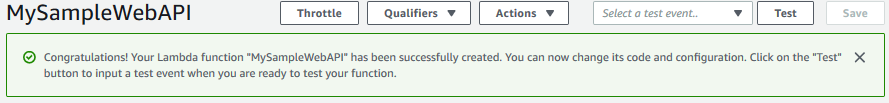 MySampleWebAPI Throttle Qualifiers Actions Select a test event.. Test Save
Congratulations! Your Lambda function "MySampleWebAPI" has been successfully created. You can now change its code and configuration. Click on the "Test"
button to input a test event when you are ready to test your function.